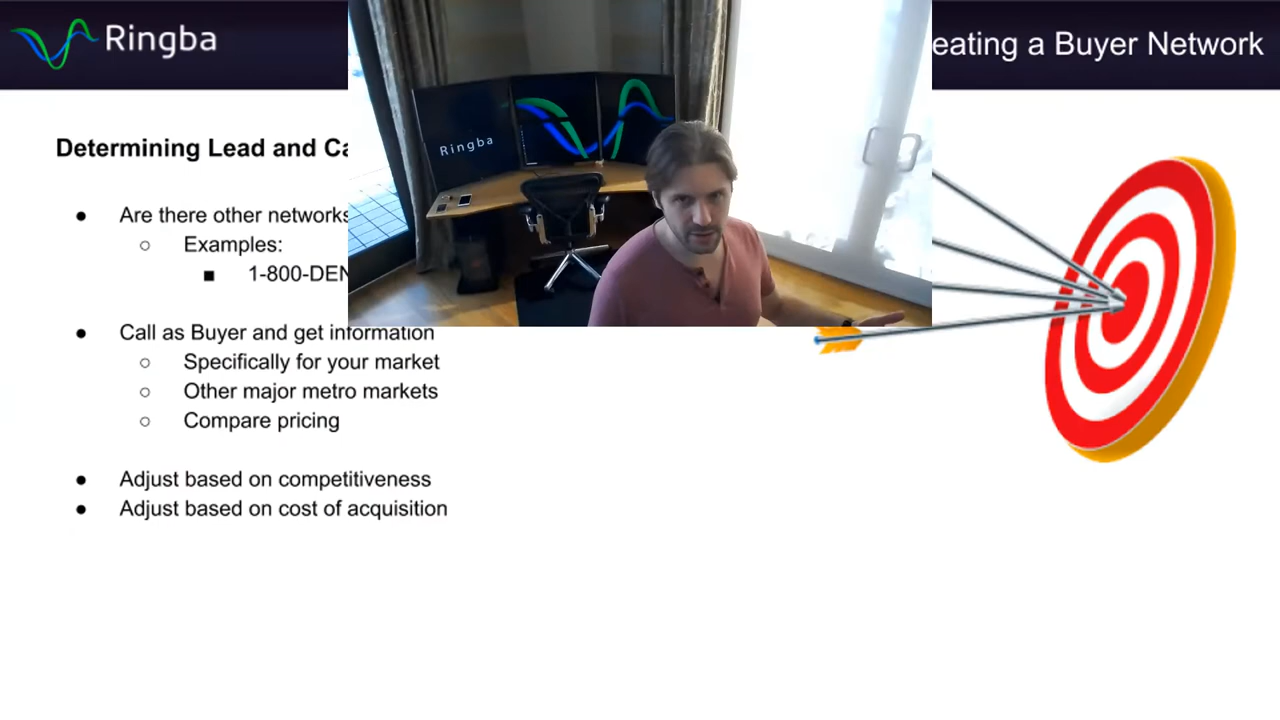 Ringba
eating a Buyer Network
Ringba
Determining Lead and Ca
● Are there other networks
○ Examples:
■ 1-800-DEN
● Call as Buyer and get information
○ Specifically for your market
○ Other major metro markets
○ Compare pricing
● Adjust based on competitiveness
● Adjust based on cost of acquisition